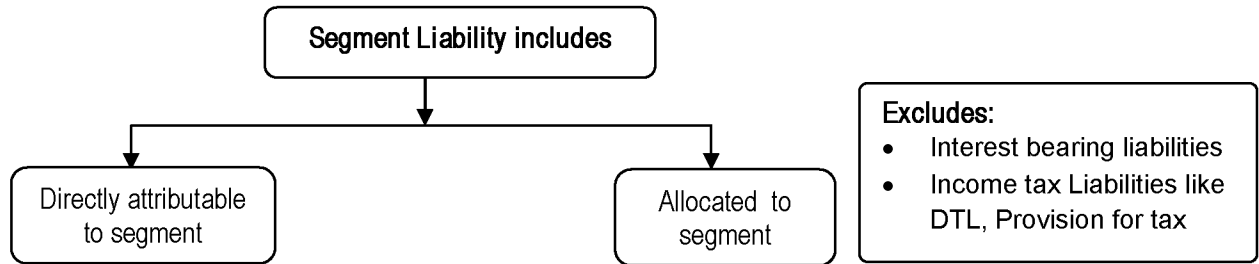 Segment Liability includes
Directly attributable
to segment
Allocated to
segment
Excludes:
• Interest bearing liabilities
• Income tax Liabilities like
DTL, Provision for tax